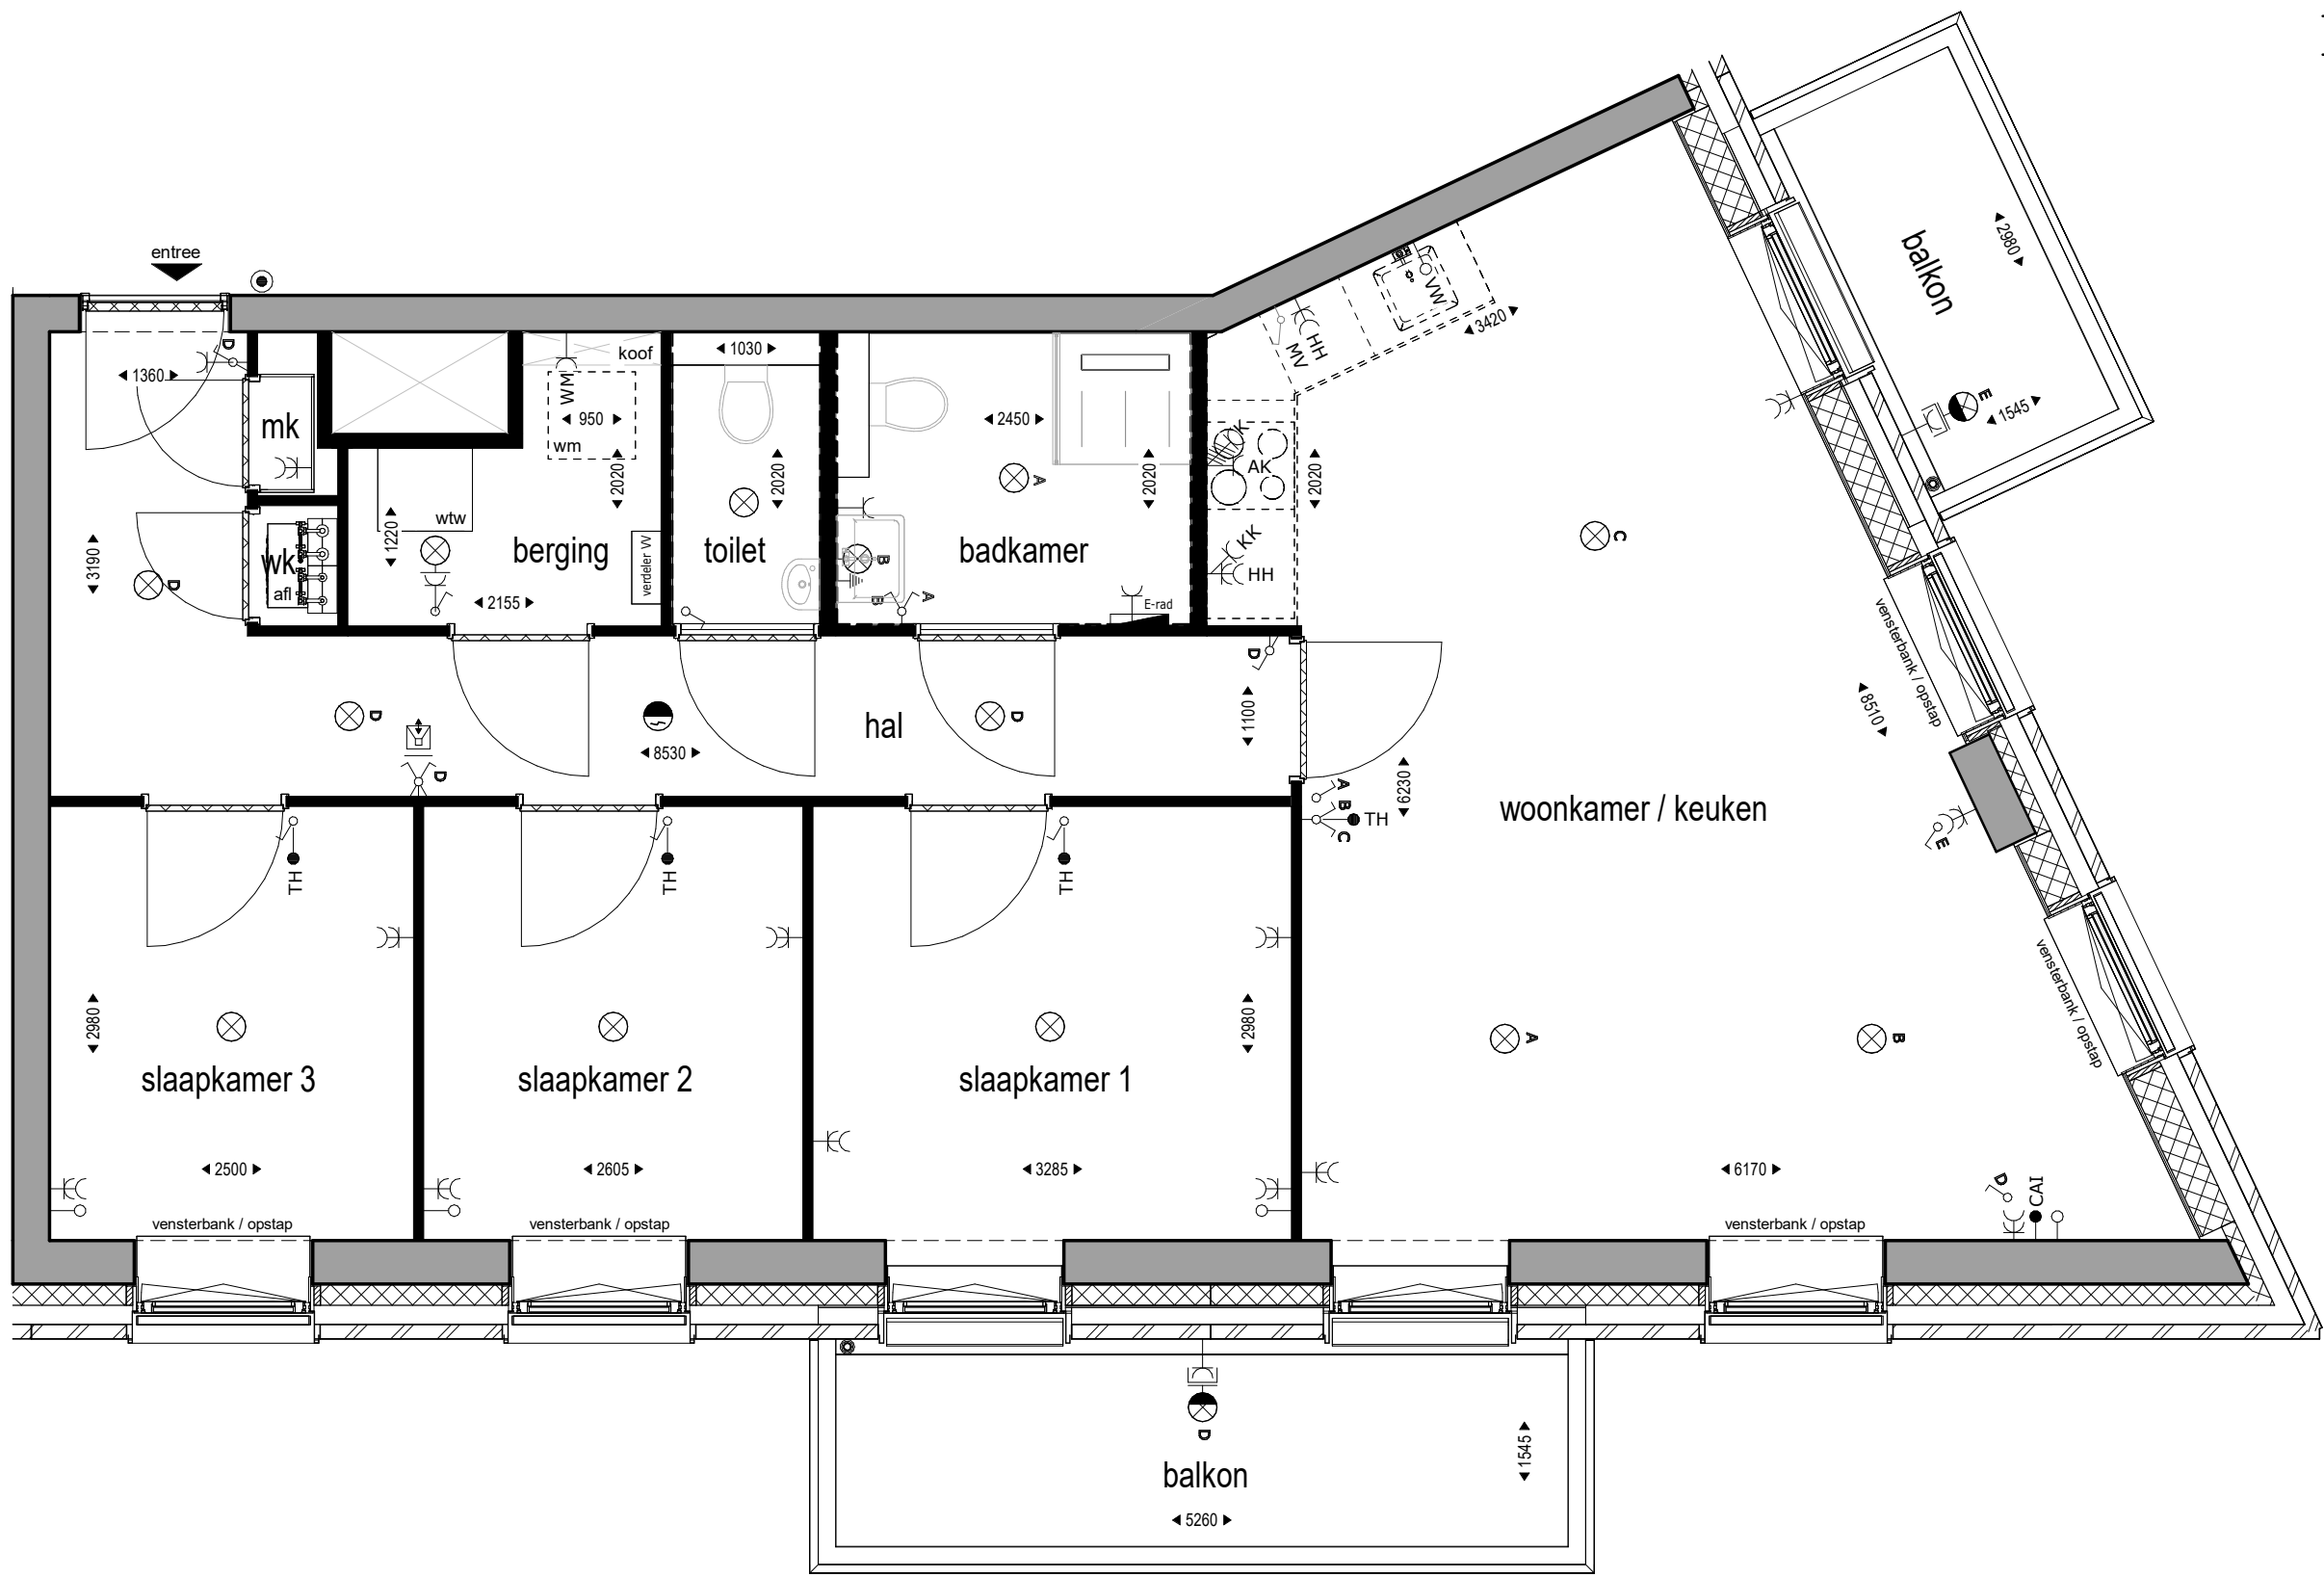 entree
balkon
2980
1545
E
koof
1030
3420
VW
HH
MV
D
1360
mk
WM
950
wm
2020
2020
2450
2020
2020
A
AK
KK
HH
C
3190
D
wk
afl
1220
wtw
berging
2155
verdeler VV
toilet
B
B
A
badkamer
E-rad
vensterbank / opstap
D
D
8530
hal
D
1100
D
8510
6230
A
B
C
TH
woonkamer / keuken
E
TH
TH
TH
vensterbank / opstap
2980
2980
A
B
slaapkamer 3
slaapkamer 2
slaapkamer 1
2500
2605
3285
6170
D
CAI
vensterbank / opstap
vensterbank / opstap
vensterbank / opstap
D
1545
balkon
5260